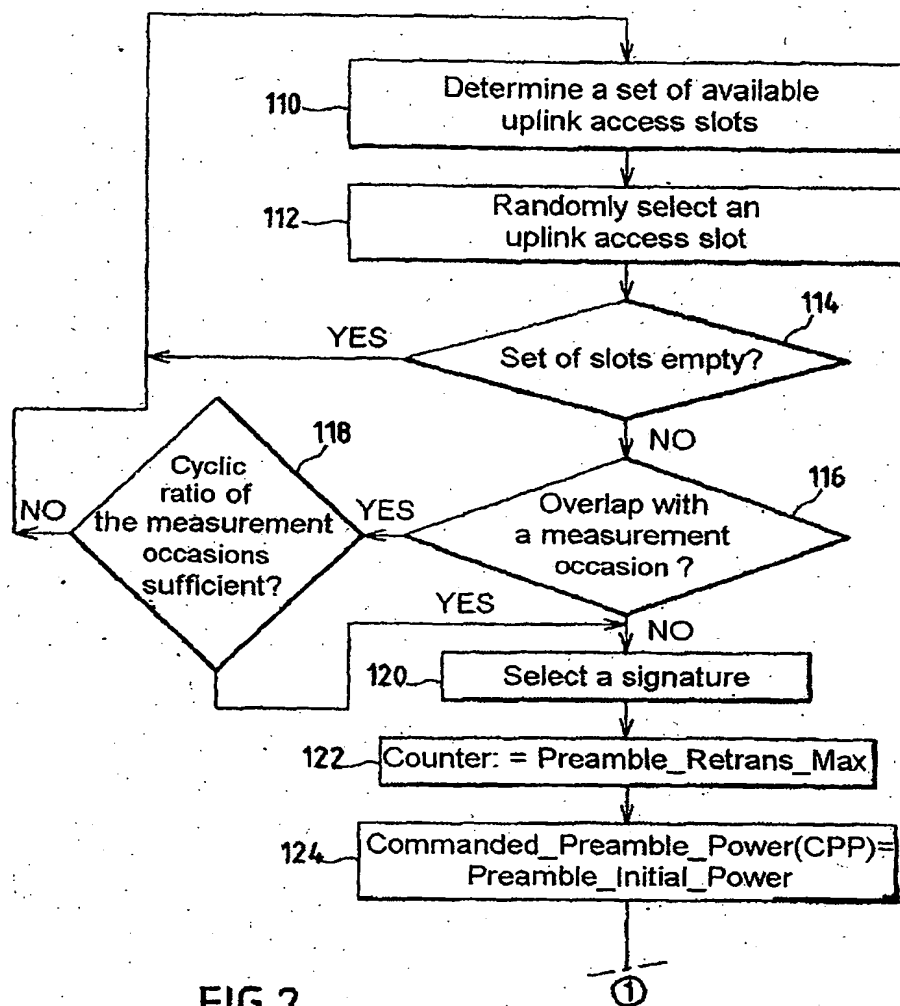 110
Determine a set of available
uplink access slots
112
Randomly select an
uplink access slot
114
YES
Set of slots empty?
NO
118
Cyclic
ratio of
the measurement
occasions
sufficient?
NO
YES
116
Overlap with
a measurement
occasion ?
YES
NO
120
Select a signature
122
Counter: = Preamble_Retrans_Max
124
Commanded_Preamble_Power(CPP)=
Preamble_Initial_Power
1
FIG.2